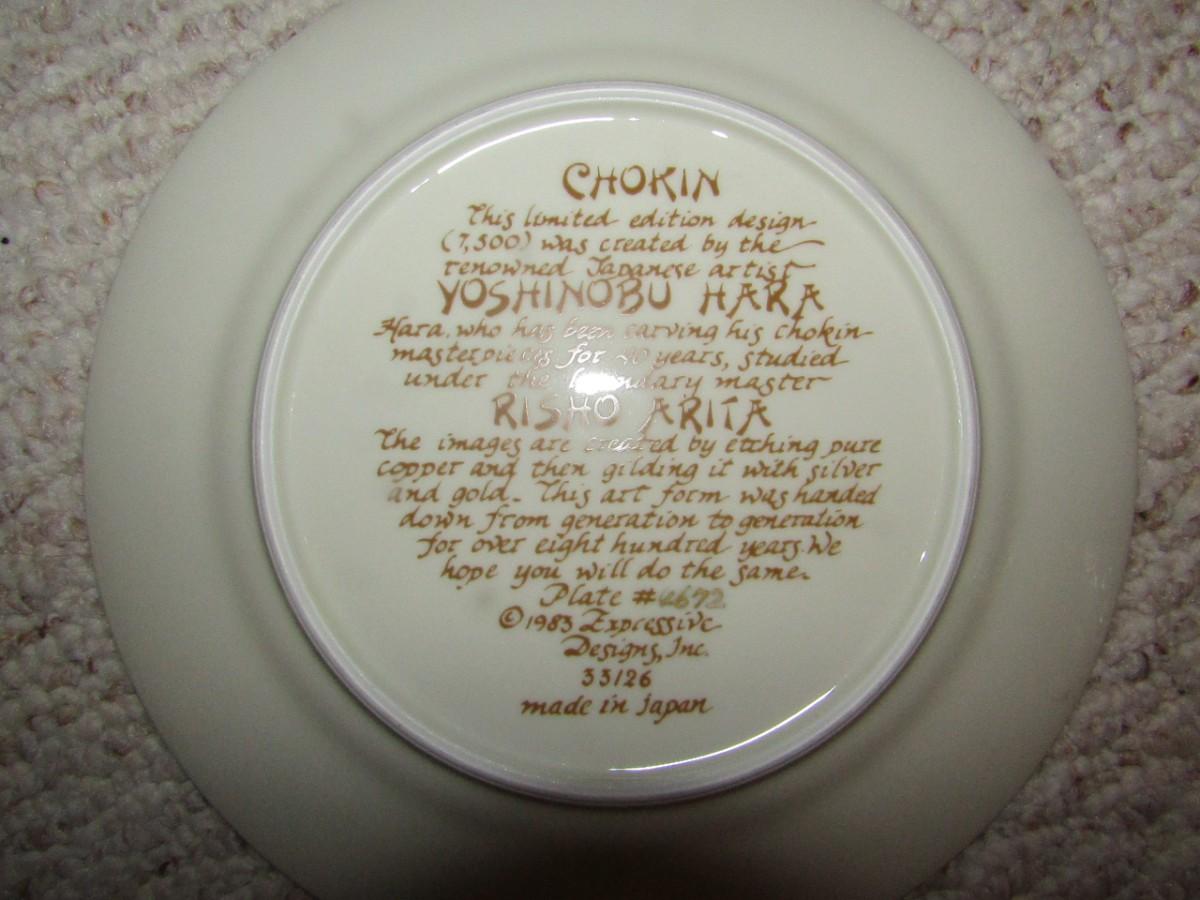 CHOKIN
This limited edition design
(7,500) was created by the
renowned Japanese artist
YOSHINOBU HARA
Hara, who has been carving his chokin
masterpieces for 40 years, studied
under the legendary master
RISHO ARITA
The images are created by etching pure
copper and then gilding it with silver
and gold. This art form was handed
down from generation to generation
for over eight hundred years. We
hope you will do the same.
Plate #
© 1983 Expressive
Designs, Inc.
33126
made in japan